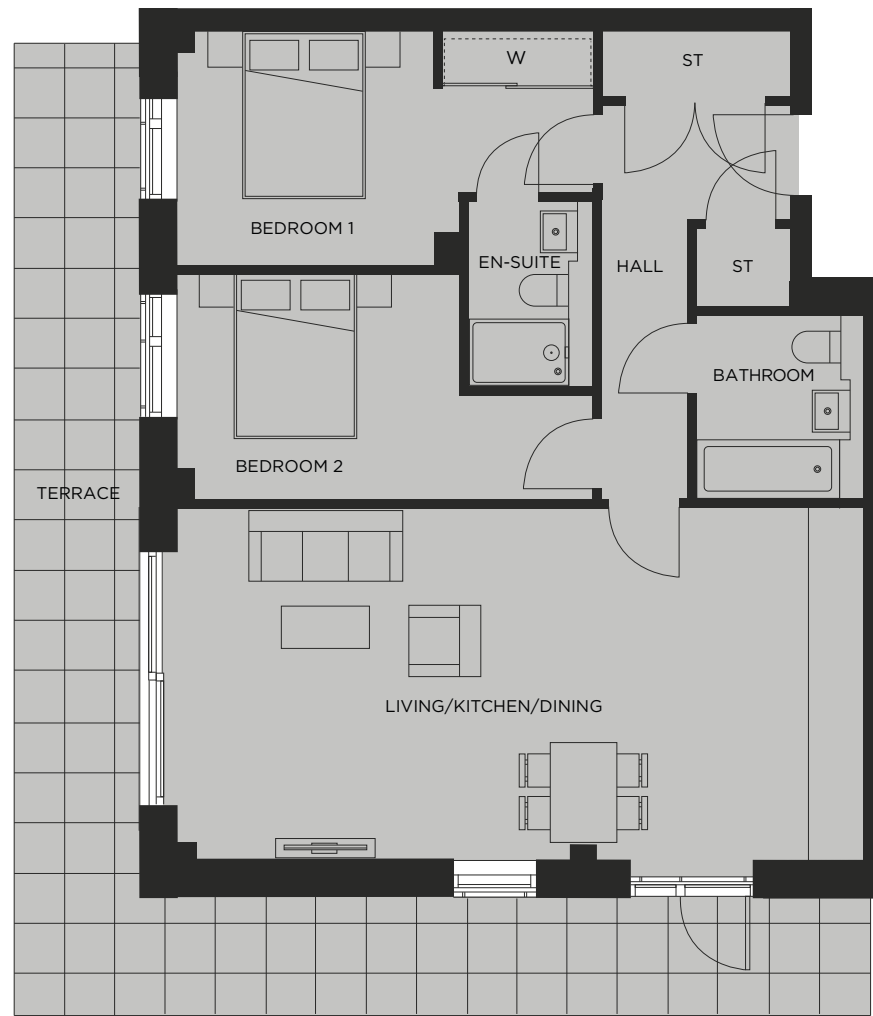 W
ST
BEDROOM 1
EN-SUITE
HALL
ST
BATHROOM
BEDROOM 2
TERRACE
LIVING/KITCHEN/DINING